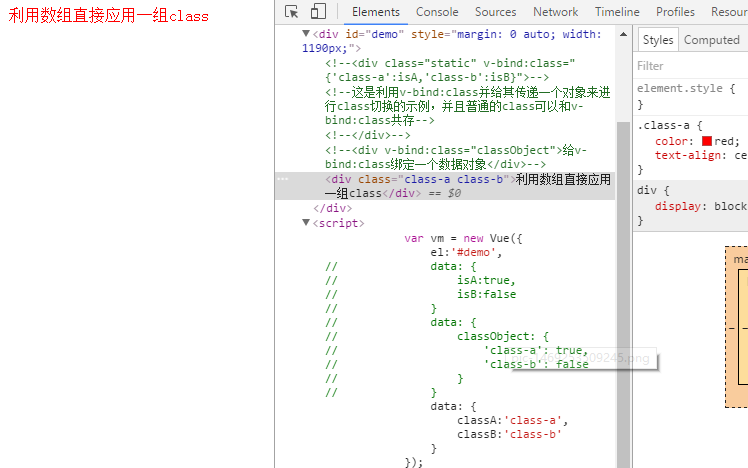 利用数组直接应用一组class
Elements Console Sources Network Timeline Profiles Resour
<div id="demo" style="margin: 0 auto; width:
1190px;">
<!--<div class="static" v-bind:class="
{'class-a':isA,'class-b':isB}">-->
<!--这是利用v-bind:class并给其传递一个对象来进
行class切换的示例，并且普通的class可以和v-
bind:class共存-->
<!--</div>-->
<!--<div v-bind:class="classObject">给v-
bind:class绑定一个数据对象</div>-->
<div class="class-a class-b">利用数组直接应用
一组class</div> == $0
</div>
<script>
var vm = new Vue({
el:'#demo',
// data: {
// isA:true,
// isB:false
// }
// data: {
// classObject: {
// 'class-a': true,
// 'class-b': false
// }
// }
data: {
classA:'class-a',
classB:'class-b'
}
});
Styles Computed
Filter
element.style {
}
.class-a {
color: red;
text-align: ce
}
div {
display: block
}
ma